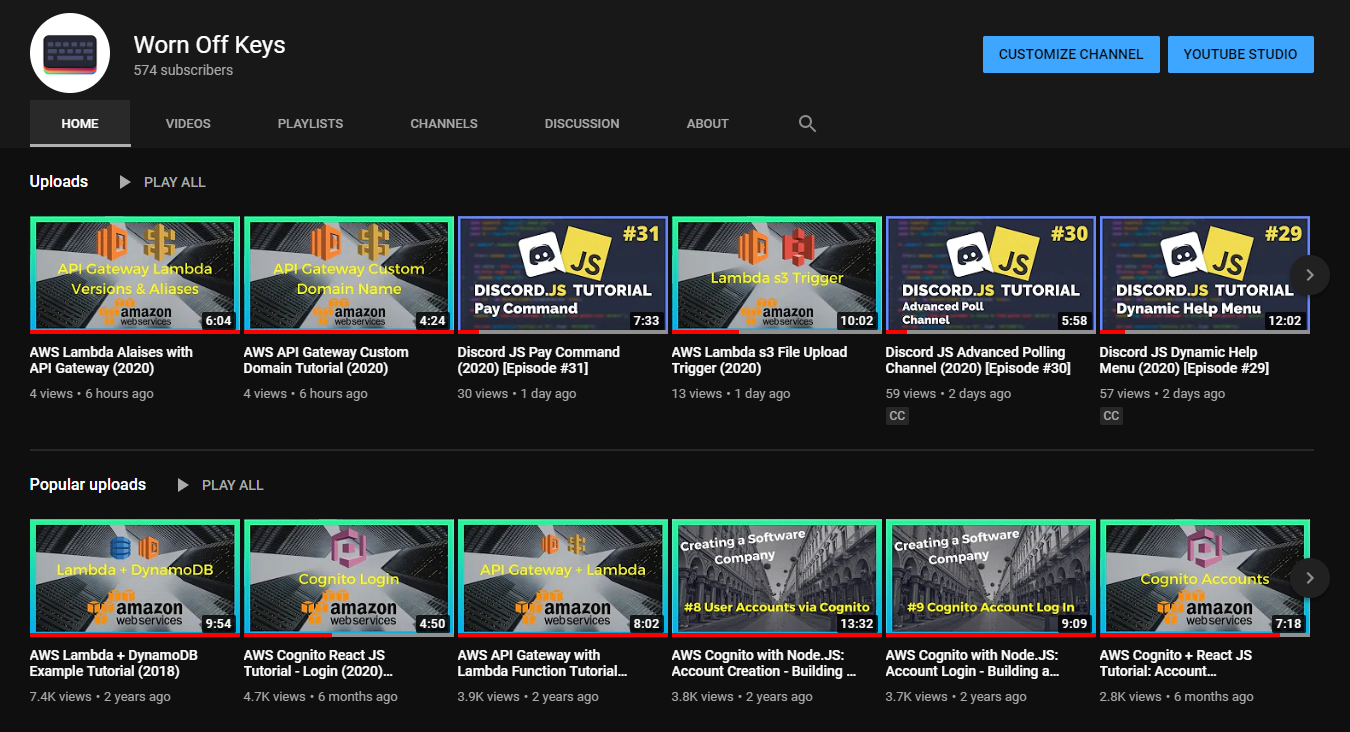 Worn Off Keys
574 subscribers
CUSTOMIZE CHANNEL
YOUTUBE STUDIO
HOME
VIDEOS
PLAYLISTS
CHANNELS
DISCUSSION
ABOUT
Uploads
PLAY ALL
API Gateway Lambda
Versions & Aliases
amazon
webservices
6:04
AWS Lambda Alaises with
API Gateway (2020)
4 views • 6 hours ago
API Gateway Custom
Domain Name
amazon
webservices
4:24
AWS API Gateway Custom
Domain Tutorial (2020)
4 views • 6 hours ago
#31
JS
DISCORD.JS TUTORIAL
Pay Command
7:33
Discord JS Pay Command
(2020) [Episode #31]
30 views • 1 day ago
Lambda s3 Trigger
amazon
webservices
10:02
AWS Lambda s3 File Upload
Trigger (2020)
13 views • 1 day ago
#30
JS
DISCORD.JS TUTORIAL
Advanced Poll
Channel
5:58
Discord JS Advanced Polling
Channel (2020) [Episode #30]
59 views • 2 days ago
CC
#29
JS
DISCORD.JS TUTORIAL
Dynamic Help Menu
12:02
Discord JS Dynamic Help
Menu (2020) [Episode #29]
57 views • 2 days ago
CC
Popular uploads
PLAY ALL
Lambda + DynamoDB
amazon
webservices
9:54
AWS Lambda + DynamoDB
Example Tutorial (2018)
7.4K views • 2 years ago
Cognito Login
amazon
webservices
4:50
AWS Cognito React JS
Tutorial - Login (2020)...
4.7K views • 6 months ago
API Gateway + Lambda
amazon
webservices
8:02
AWS API Gateway with
Lambda Function Tutorial...
3.9K views • 2 years ago
Creating a Software
Company
#8 User Accounts via Cognito
13:32
AWS Cognito with Node.JS:
Account Creation - Building ...
3.8K views • 2 years ago
Creating a Software
Company
#9 Cognito Account Log In
9:09
AWS Cognito with Node.JS:
Account Login - Building a...
3.7K views • 2 years ago
Cognito Accounts
amazon
webservices
7:18
AWS Cognito + React JS
Tutorial: Account...
2.8K views • 6 months ago